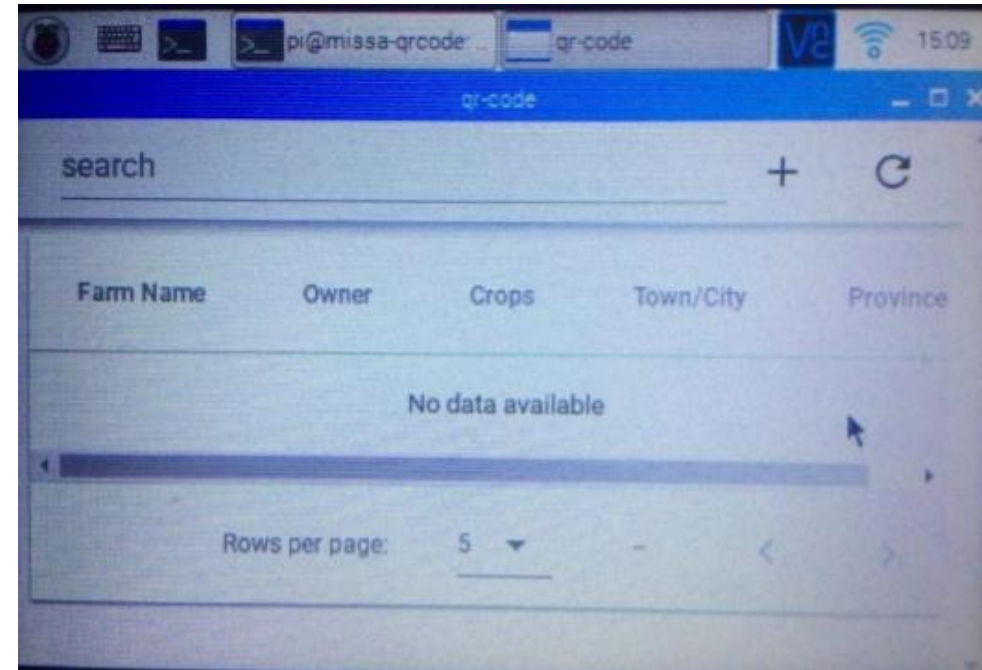 pi@missa-qrcode: ... qr-code 15:09
qr-code
search
Farm Name Owner Crops Town/City Province
No data available
Rows per page: 5 –